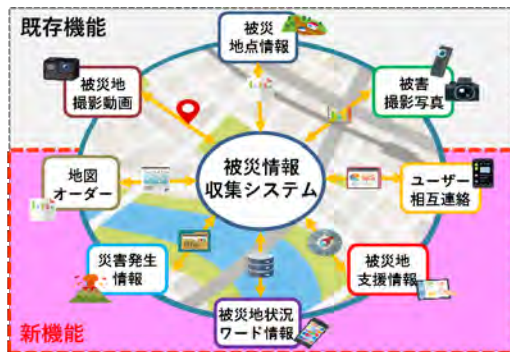 既存機能
被災
地点情報
被災地
撮影動画
被害
撮影写真
地図
オーダー
被災情報
収集システム
ユーザー
相互連絡
災害発生
情報
被災地
支援情報
被災地状況
ワード情報
新機能